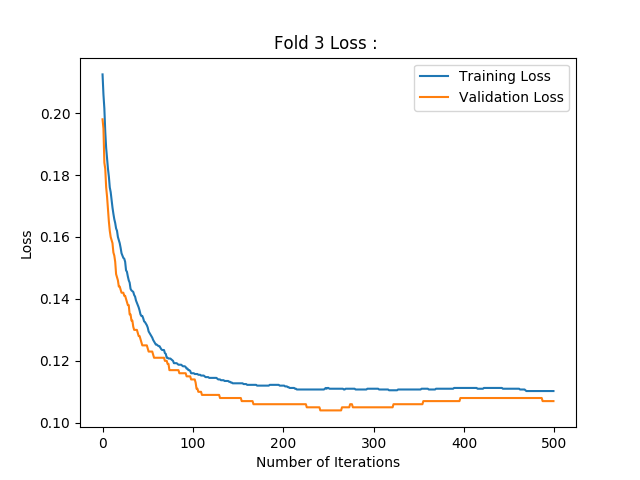 Fold 3 Loss :
Training Loss
Validation Loss
0.20
0.18
0.16
0.14
0.12
0.10
Loss
0
100
200
300
400
500
Number of Iterations